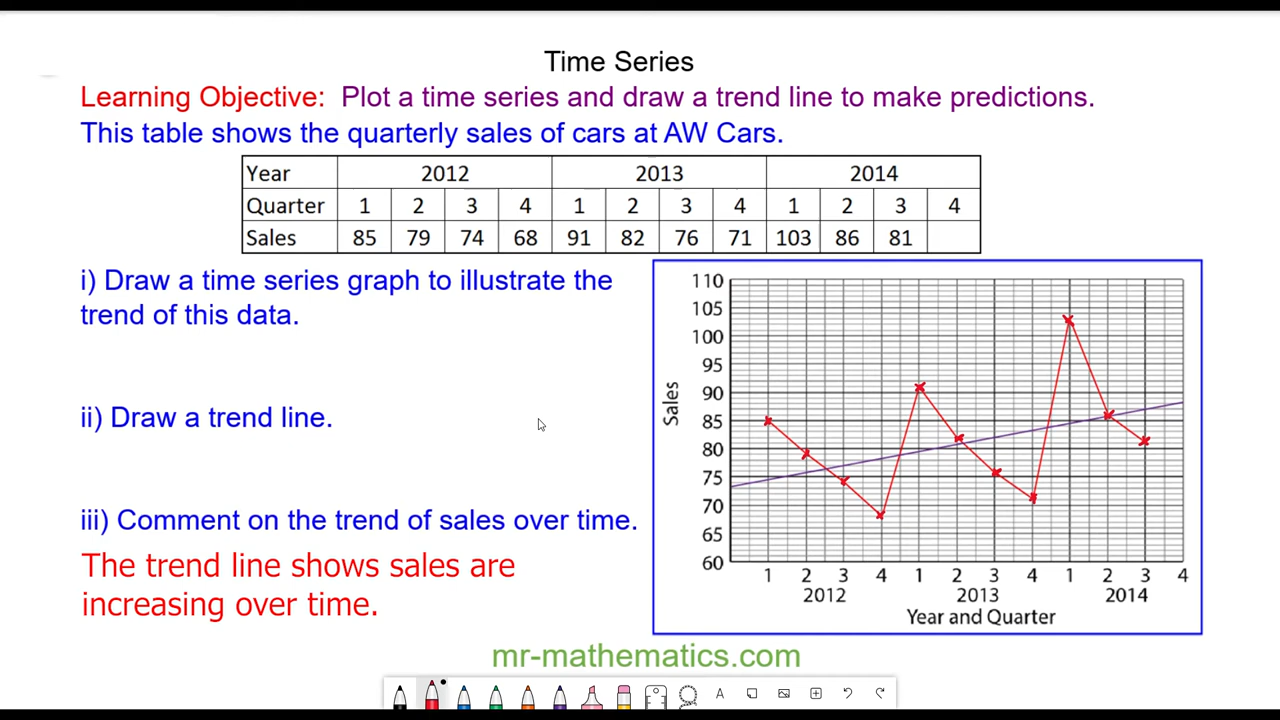 Time Series
Learning Objective: Plot a time series and draw a trend line to make predictions.
This table shows the quarterly sales of cars at AW Cars.
Year 2012 2013 2014
Quarter 1 2 3 4 1 2 3 4 1 2 3 4
Sales 85 79 74 68 91 82 76 71 103 86 81
i) Draw a time series graph to illustrate the
trend of this data.
ii) Draw a trend line.
iii) Comment on the trend of sales over time.
The trend line shows sales are
increasing over time.
Sales
110
105
100
95
90
85
80
75
70
65
60
1 2 3 4 1 2 3 4 1 2 3 4
2012 2013 2014
Year and Quarter
mr-mathematics.com
A